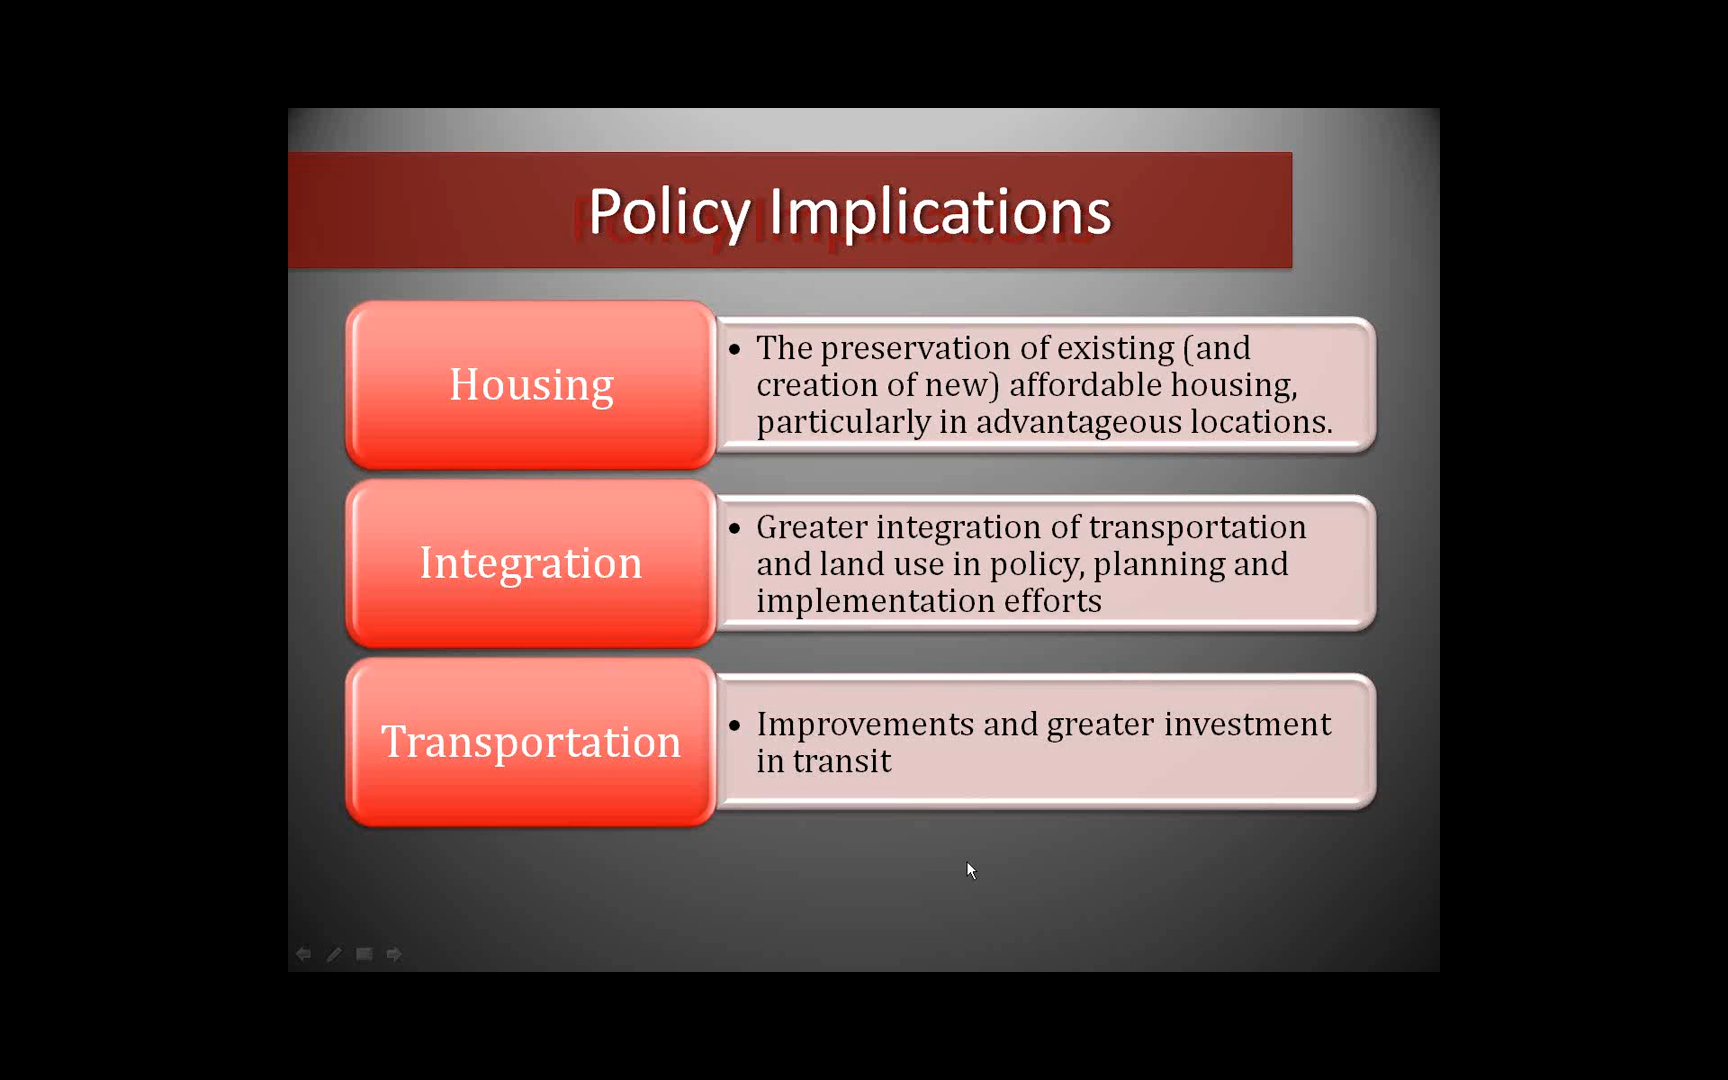 Policy Implications
Housing
• The preservation of existing (and
creation of new) affordable housing,
particularly in advantageous locations.
Integration
• Greater integration of transportation
and land use in policy, planning and
implementation efforts
Transportation
• Improvements and greater investment
in transit